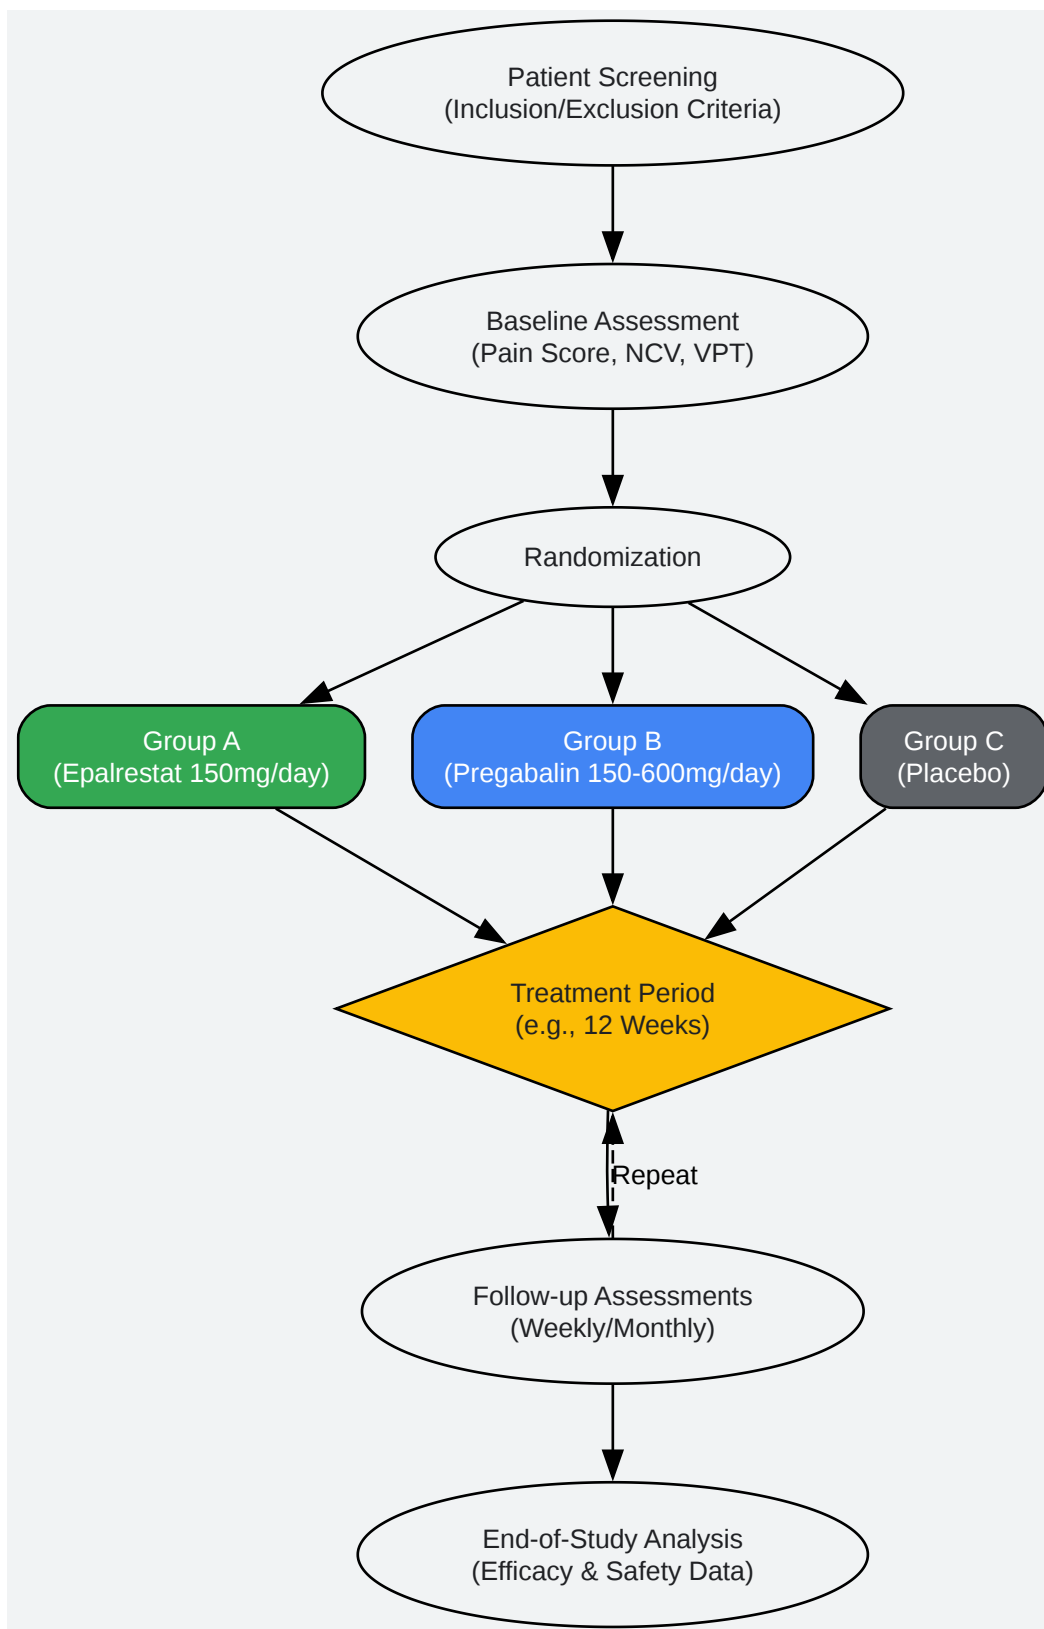 Patient Screening
(Inclusion/Exclusion Criteria)
Baseline Assessment
(Pain Score, NCV, VPT)
Randomization
Group A
(Epalrestat 150mg/day)
Group B
(Pregabalin 150-600mg/day)
Group C
(Placebo)
Treatment Period
(e.g., 12 Weeks)
Repeat
Follow-up Assessments
(Weekly/Monthly)
End-of-Study Analysis
(Efficacy & Safety Data)